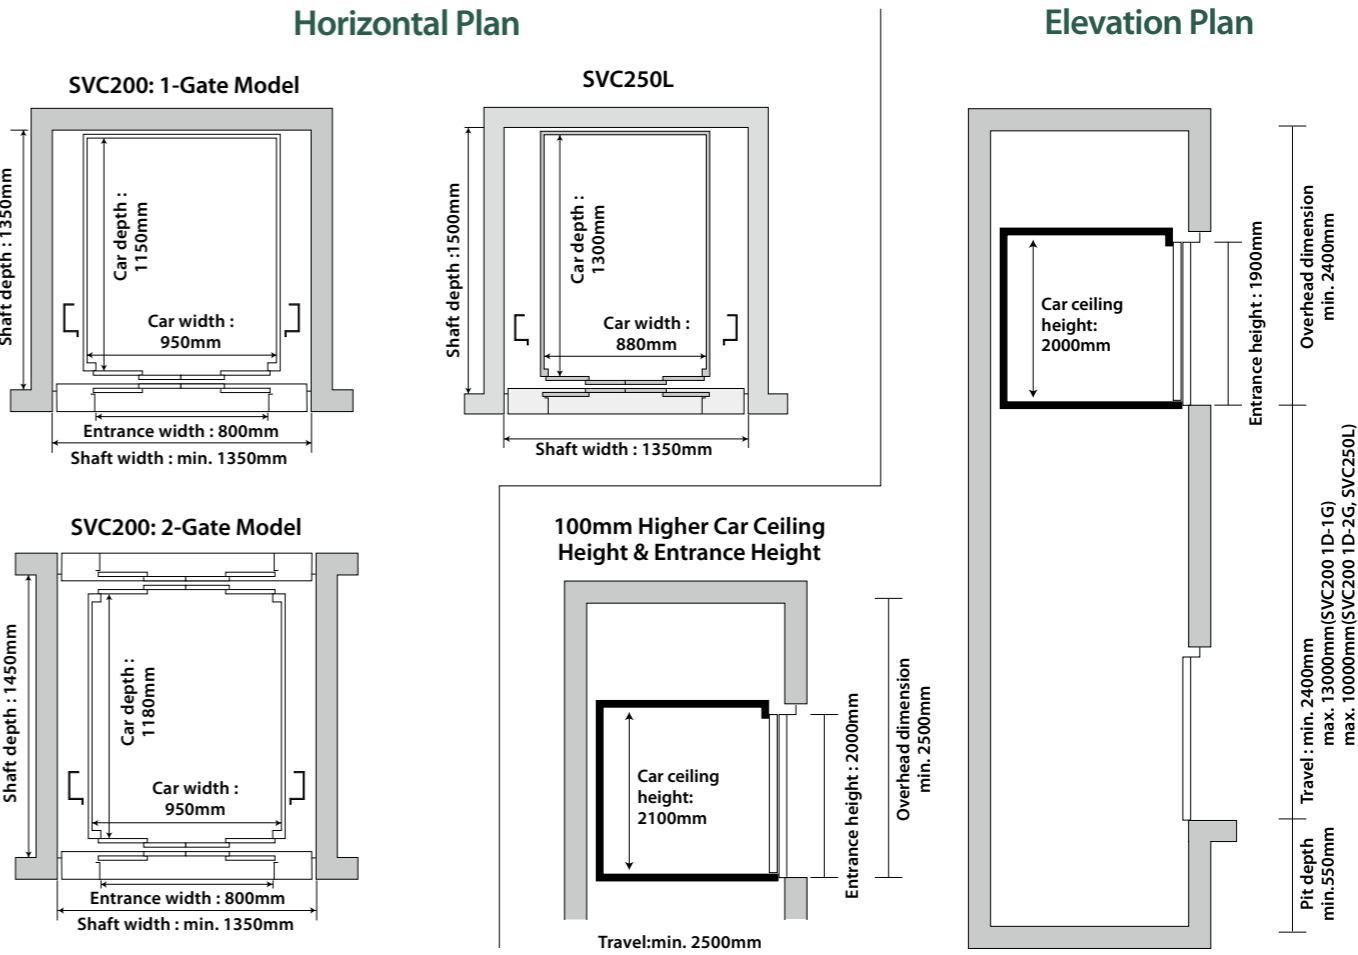 Horizontal Plan
SVC200: 1-Gate Model
Shaft depth : 1350mm
Car depth :
1150mm
Car width :
950mm
Entrance width : 800mm
Shaft width : min. 1350mm
SVC250L
Shaft depth :1500mm
Car depth :
1300mm
Car width :
880mm
Shaft width : 1350mm
SVC200: 2-Gate Model
Shaft depth : 1450mm
Car depth :
1180mm
Car width :
950mm
Entrance width : 800mm
Shaft width : min. 1350mm
100mm Higher Car Ceiling
Height & Entrance Height
Car ceiling
height:
2100mm
Entrance height : 2000mm
Overhead dimension
min. 2500mm
Travel:min. 2500mm
Elevation Plan
Car ceiling
height:
2000mm
Entrance height : 1900mm
Overhead dimension
min. 2400mm
Travel : min. 2400mm
max. 13000mm(SVC200 1D-1G)
max. 10000mm(SVC200 1D-2G, SVC250L)
Pit depth
min.550mm